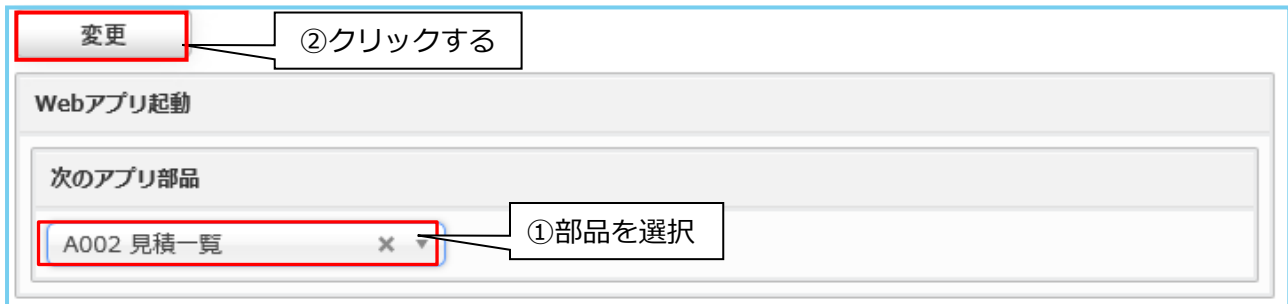 変更
②クリックする
Webアプリ起動
次のアプリ部品
A002 見積一覧
①部品を選択